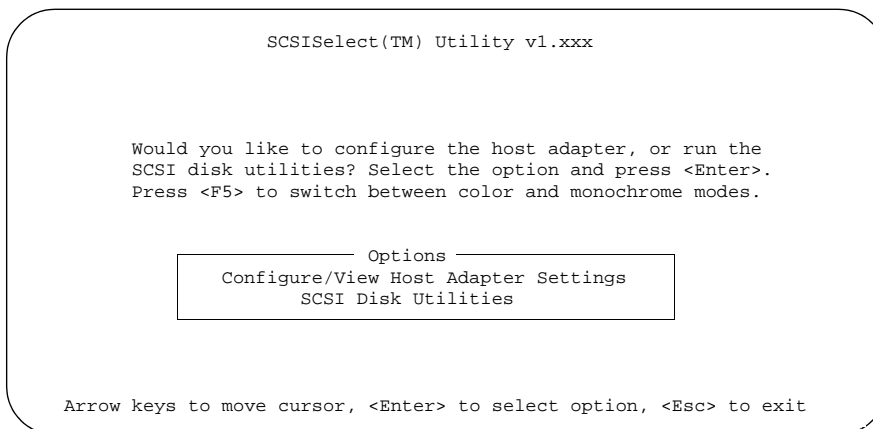 SCSISelect(TM) Utility v1.xxx
Would you like to configure the host adapter, or run the
SCSI disk utilities? Select the option and press <Enter>.
Press <F5> to switch between color and monochrome modes.
Options
Configure/View Host Adapter Settings
SCSI Disk Utilities
Arrow keys to move cursor, <Enter> to select option, <Esc> to exit